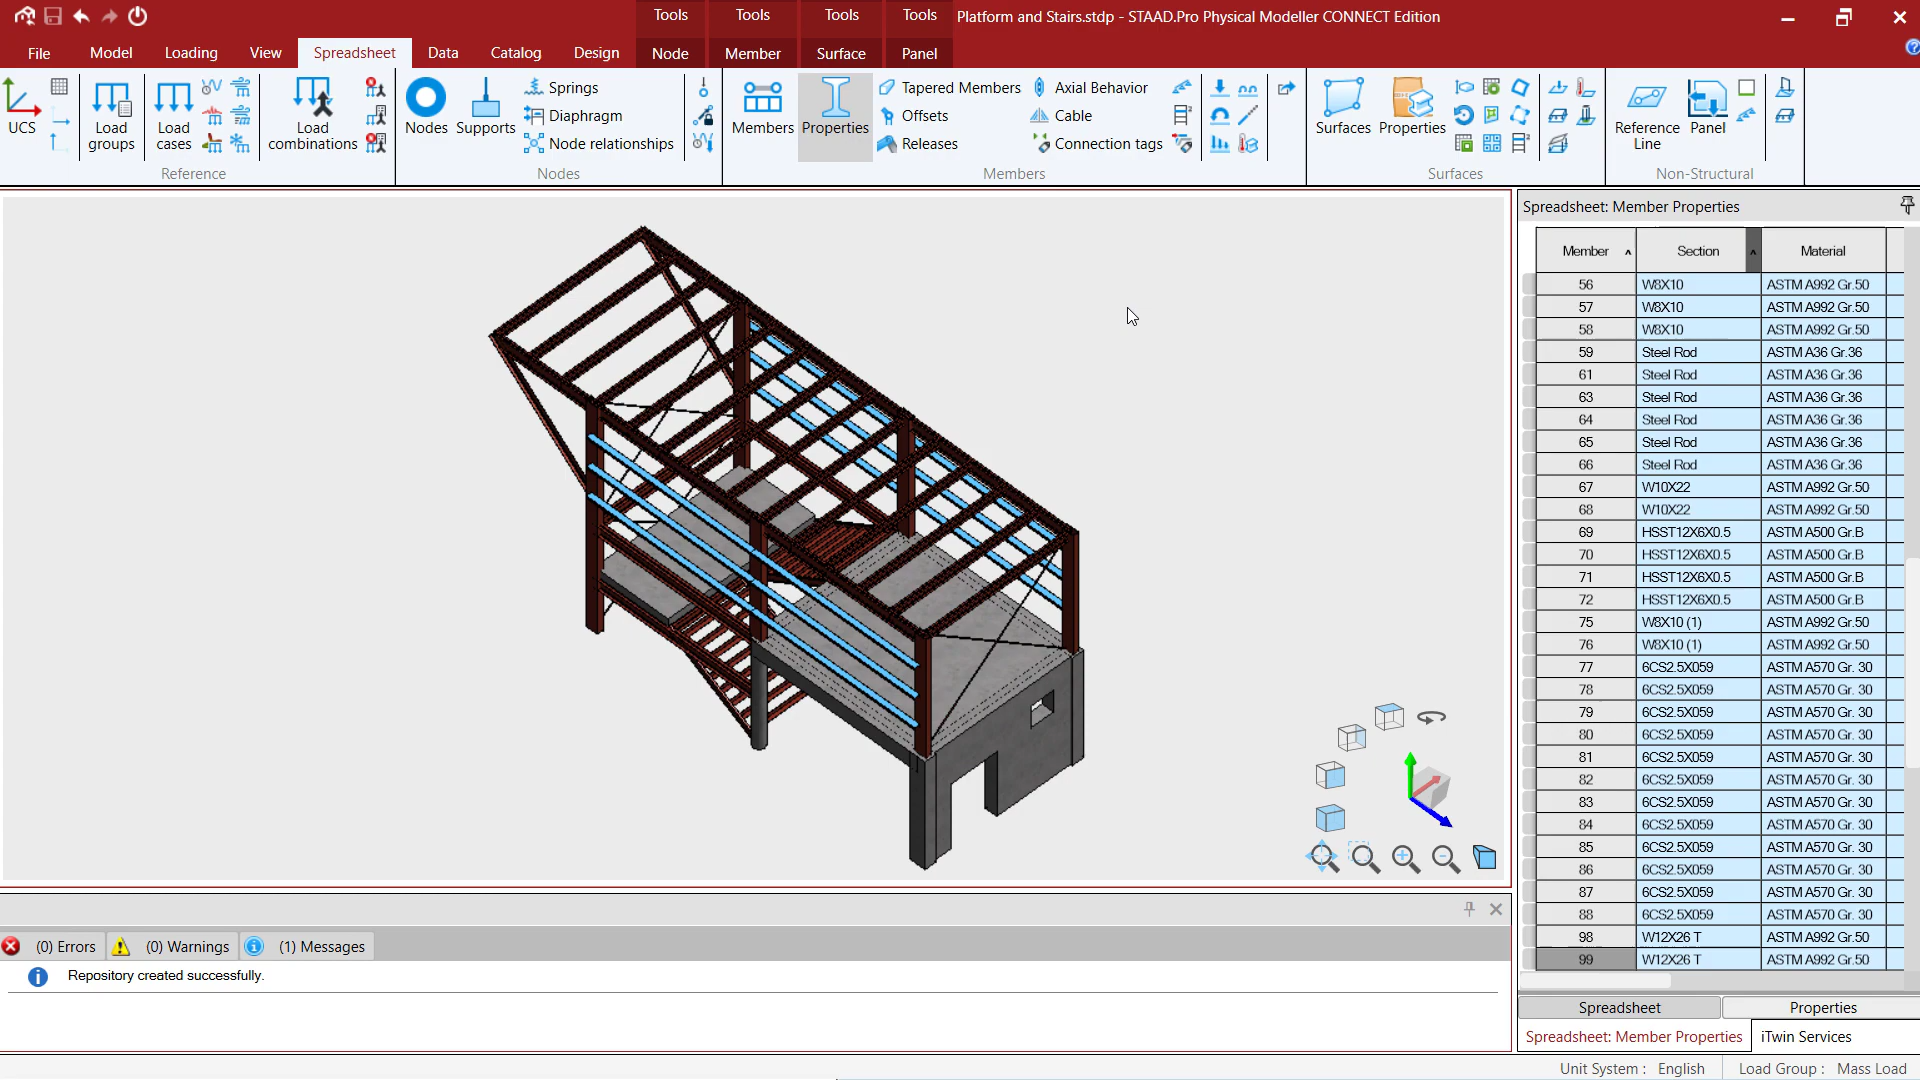 Platform and Stairs.stdp - STAAD.Pro Physical Modeller CONNECT Edition
Tools Tools Tools Tools
File Model Loading View Spreadsheet Data Catalog Design Node Member Surface Panel
UCS
Load groups
Load cases
Load combinations
Reference
Nodes
Supports
Springs
Diaphragm
Node relationships
Nodes
Members
Properties
Tapered Members
Offsets
Releases
Axial Behavior
Cable
Connection tags
Members
Surfaces
Properties
Surfaces
Reference Line
Panel
Non-Structural
Spreadsheet: Member Properties
Member Section Material
56 W8X10 ASTM A992 Gr.50
57 W8X10 ASTM A992 Gr.50
58 W8X10 ASTM A992 Gr.50
59 Steel Rod ASTM A36 Gr.36
61 Steel Rod ASTM A36 Gr.36
63 Steel Rod ASTM A36 Gr.36
64 Steel Rod ASTM A36 Gr.36
65 Steel Rod ASTM A36 Gr.36
66 Steel Rod ASTM A36 Gr.36
67 W10X22 ASTM A992 Gr.50
68 W10X22 ASTM A992 Gr.50
69 HSST12X6X0.5 ASTM A500 Gr.B
70 HSST12X6X0.5 ASTM A500 Gr.B
71 HSST12X6X0.5 ASTM A500 Gr.B
72 HSST12X6X0.5 ASTM A500 Gr.B
75 W8X10 (1) ASTM A992 Gr.50
76 W8X10 (1) ASTM A992 Gr.50
77 6CS2.5X059 ASTM A570 Gr. 30
78 6CS2.5X059 ASTM A570 Gr. 30
79 6CS2.5X059 ASTM A570 Gr. 30
80 6CS2.5X059 ASTM A570 Gr. 30
81 6CS2.5X059 ASTM A570 Gr. 30
82 6CS2.5X059 ASTM A570 Gr. 30
83 6CS2.5X059 ASTM A570 Gr. 30
84 6CS2.5X059 ASTM A570 Gr. 30
85 6CS2.5X059 ASTM A570 Gr. 30
86 6CS2.5X059 ASTM A570 Gr. 30
87 6CS2.5X059 ASTM A570 Gr. 30
88 6CS2.5X059 ASTM A570 Gr. 30
98 W12X26 T ASTM A992 Gr.50
99 W12X26 T ASTM A992 Gr.50
(0) Errors (0) Warnings (1) Messages
Repository created successfully.
Spreadsheet Properties
Spreadsheet: Member Properties iTwin Services
Unit System : English Load Group : Mass Load